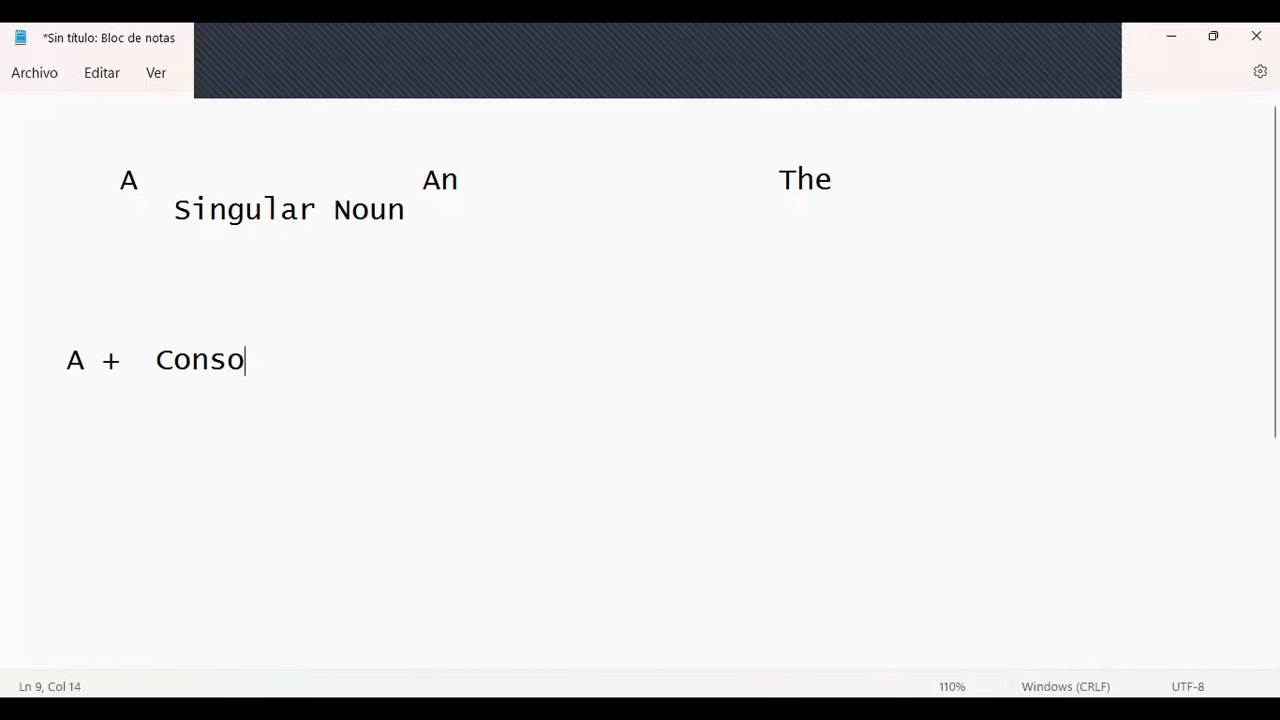 *Sin título: Bloc de notas
Archivo Editar Ver
A An The
Singular Noun
A + Conso
Ln 9, Col 14 110% Windows (CRLF) UTF-8